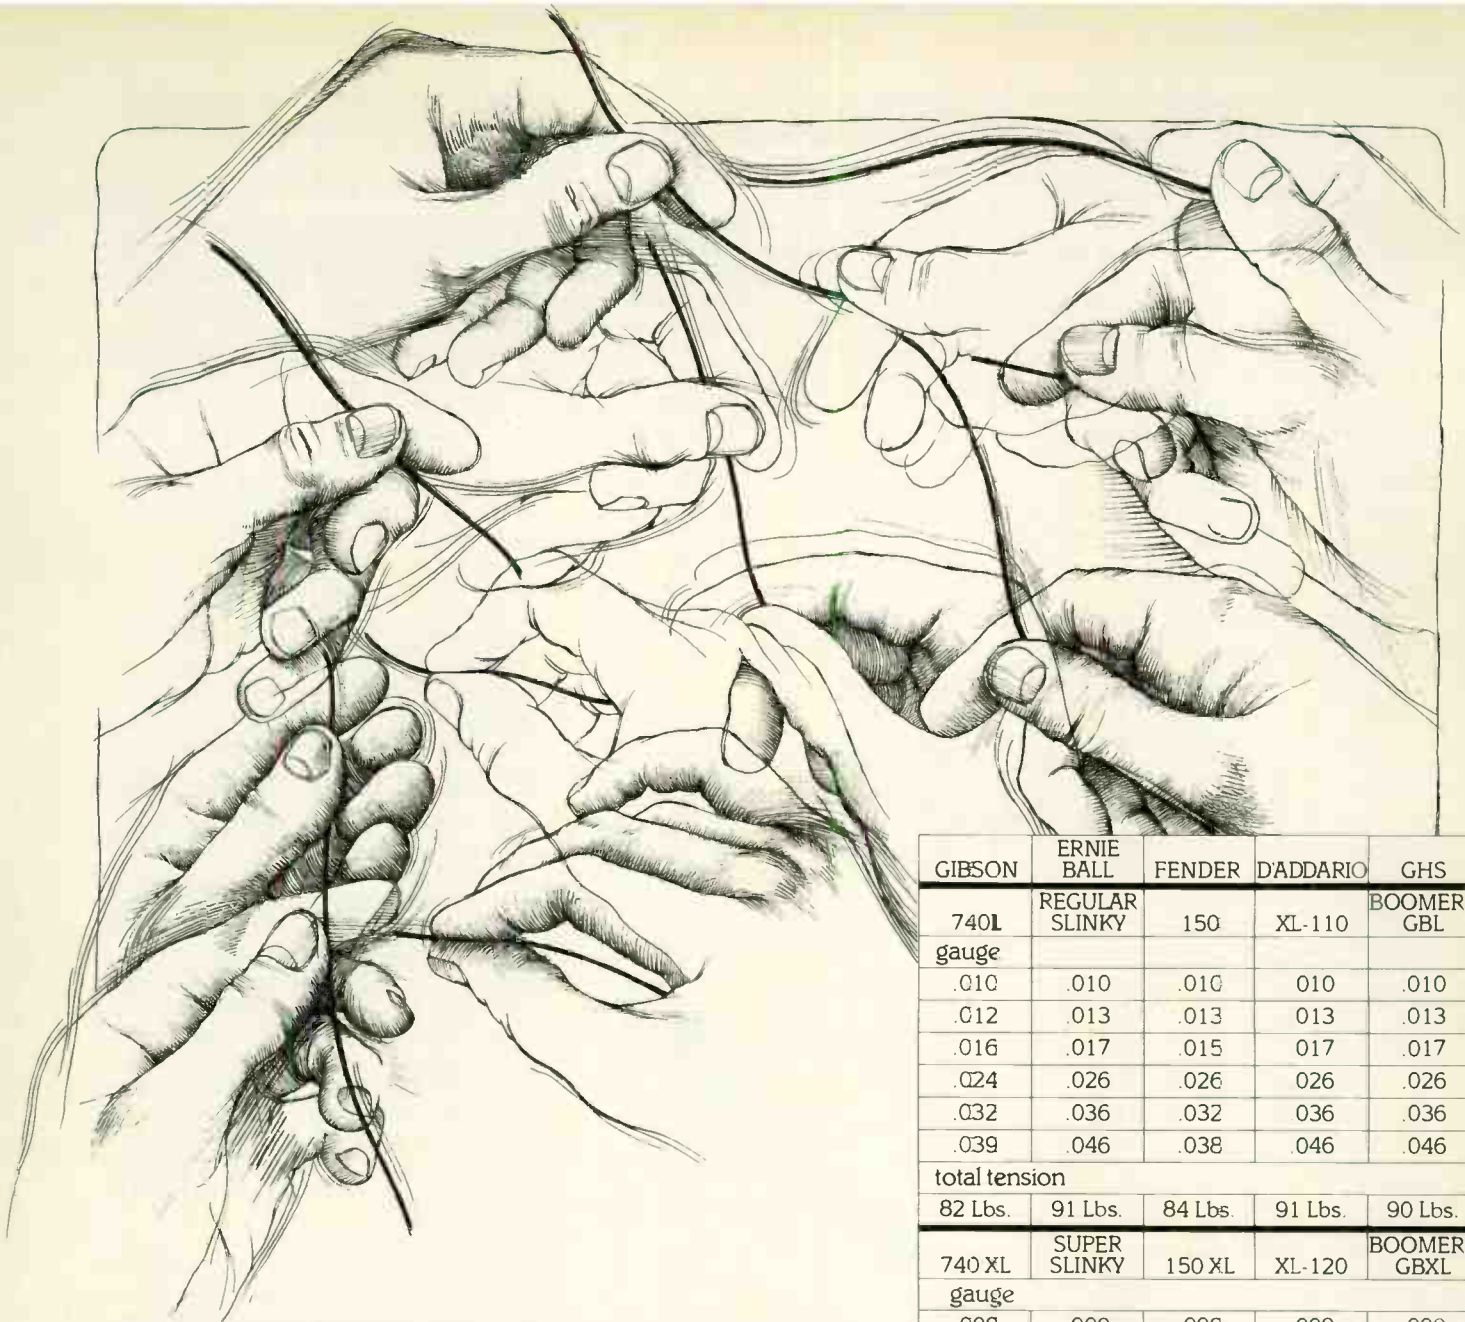 GIBSON ERNIE BALL FENDER D'ADDARIO GHS
740L REGULAR SLINKY 150 XL-110 BOOMER GBL
gauge
.010 .010 .010 010 .010
.012 .013 .013 013 .013
.016 .017 .015 017 .017
.024 .026 .026 026 .026
.032 .036 .032 036 .036
.039 .046 .038 .046 .046
total tension
82 Lbs. 91 Lbs. 84 Lbs. 91 Lbs. 90 Lbs.
740 XL SUPER SLINKY 150 XL XL-120 BOOMER GBXL
gauge